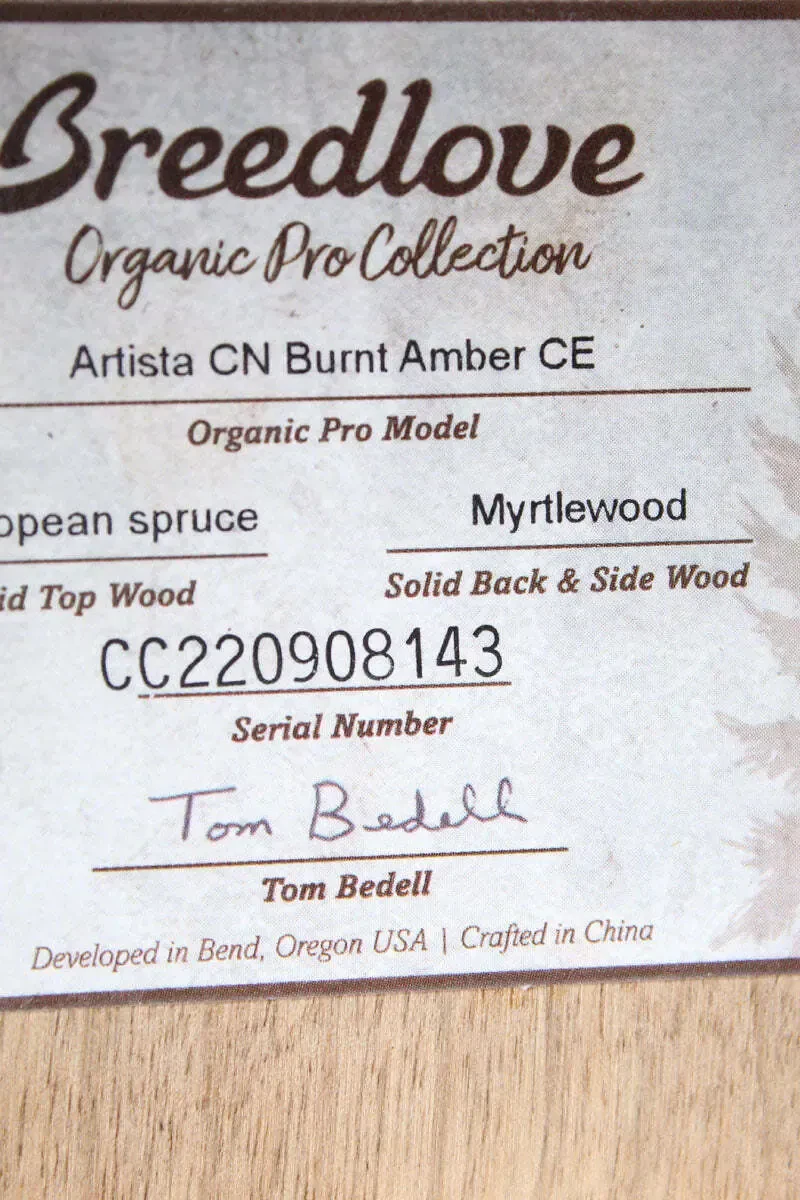 Breedlove
Organic Pro Collection
Artista CN Burnt Amber CE
Organic Pro Model
opean spruce Myrtlewood
id Top Wood Solid Back & Side Wood
CC220908143
Serial Number
Tom Bedell
Tom Bedell
Developed in Bend, Oregon USA | Crafted in China